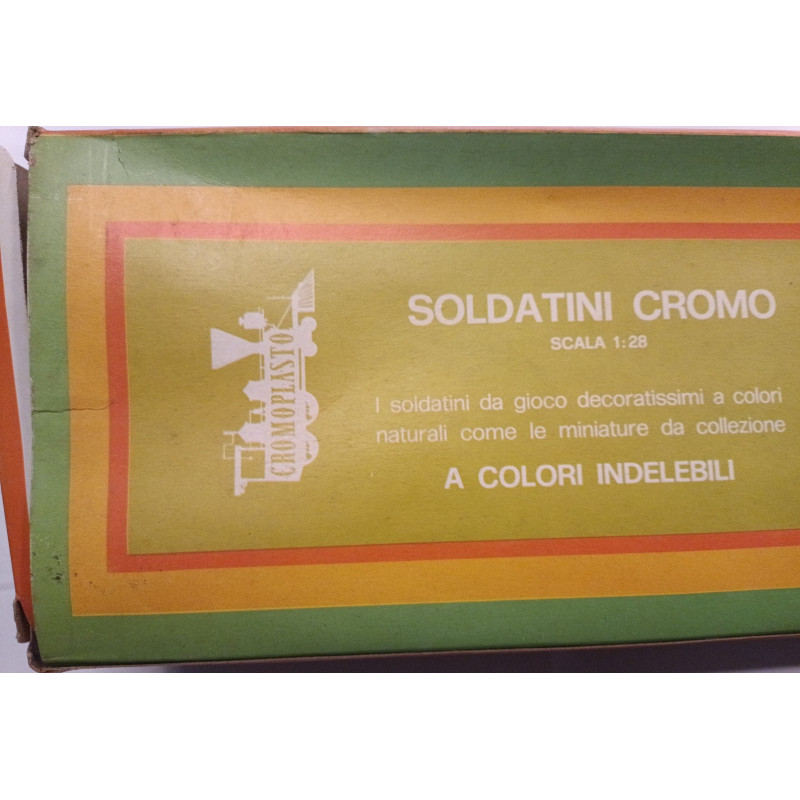 CROMOPLASTO
SOLDATINI CROMO
SCALA 1:28
I soldatini da gioco decoratissimi a colori
naturali come le miniature da collezione
A COLORI INDELEBILI